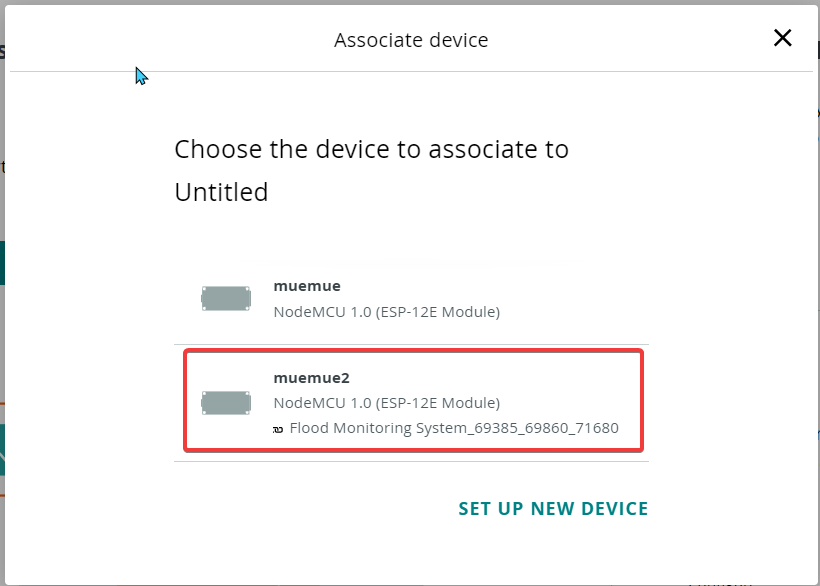 Associate device
Choose the device to associate to
Untitled
muemue
NodeMCU 1.0 (ESP-12E Module)
muemue2
NodeMCU 1.0 (ESP-12E Module)
Flood Monitoring System_69385_69860_71680
SET UP NEW DEVICE